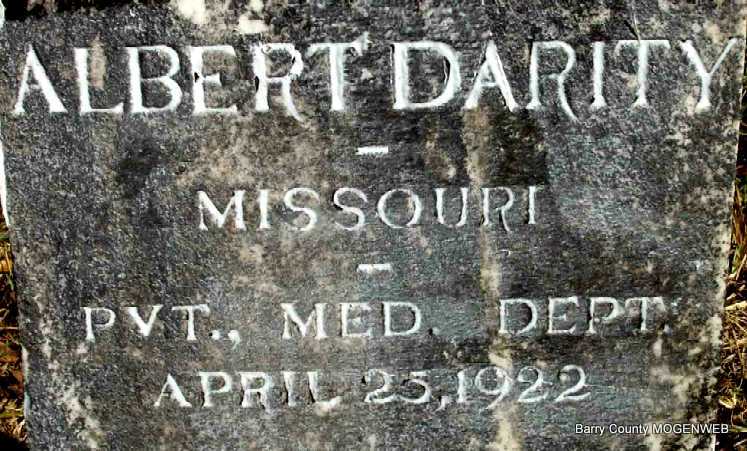 ALBERT DARITY
-
MISSOURI
-
PVT., MED. DEPT.
APRIL 25, 1922
Barry County MOGENWEB